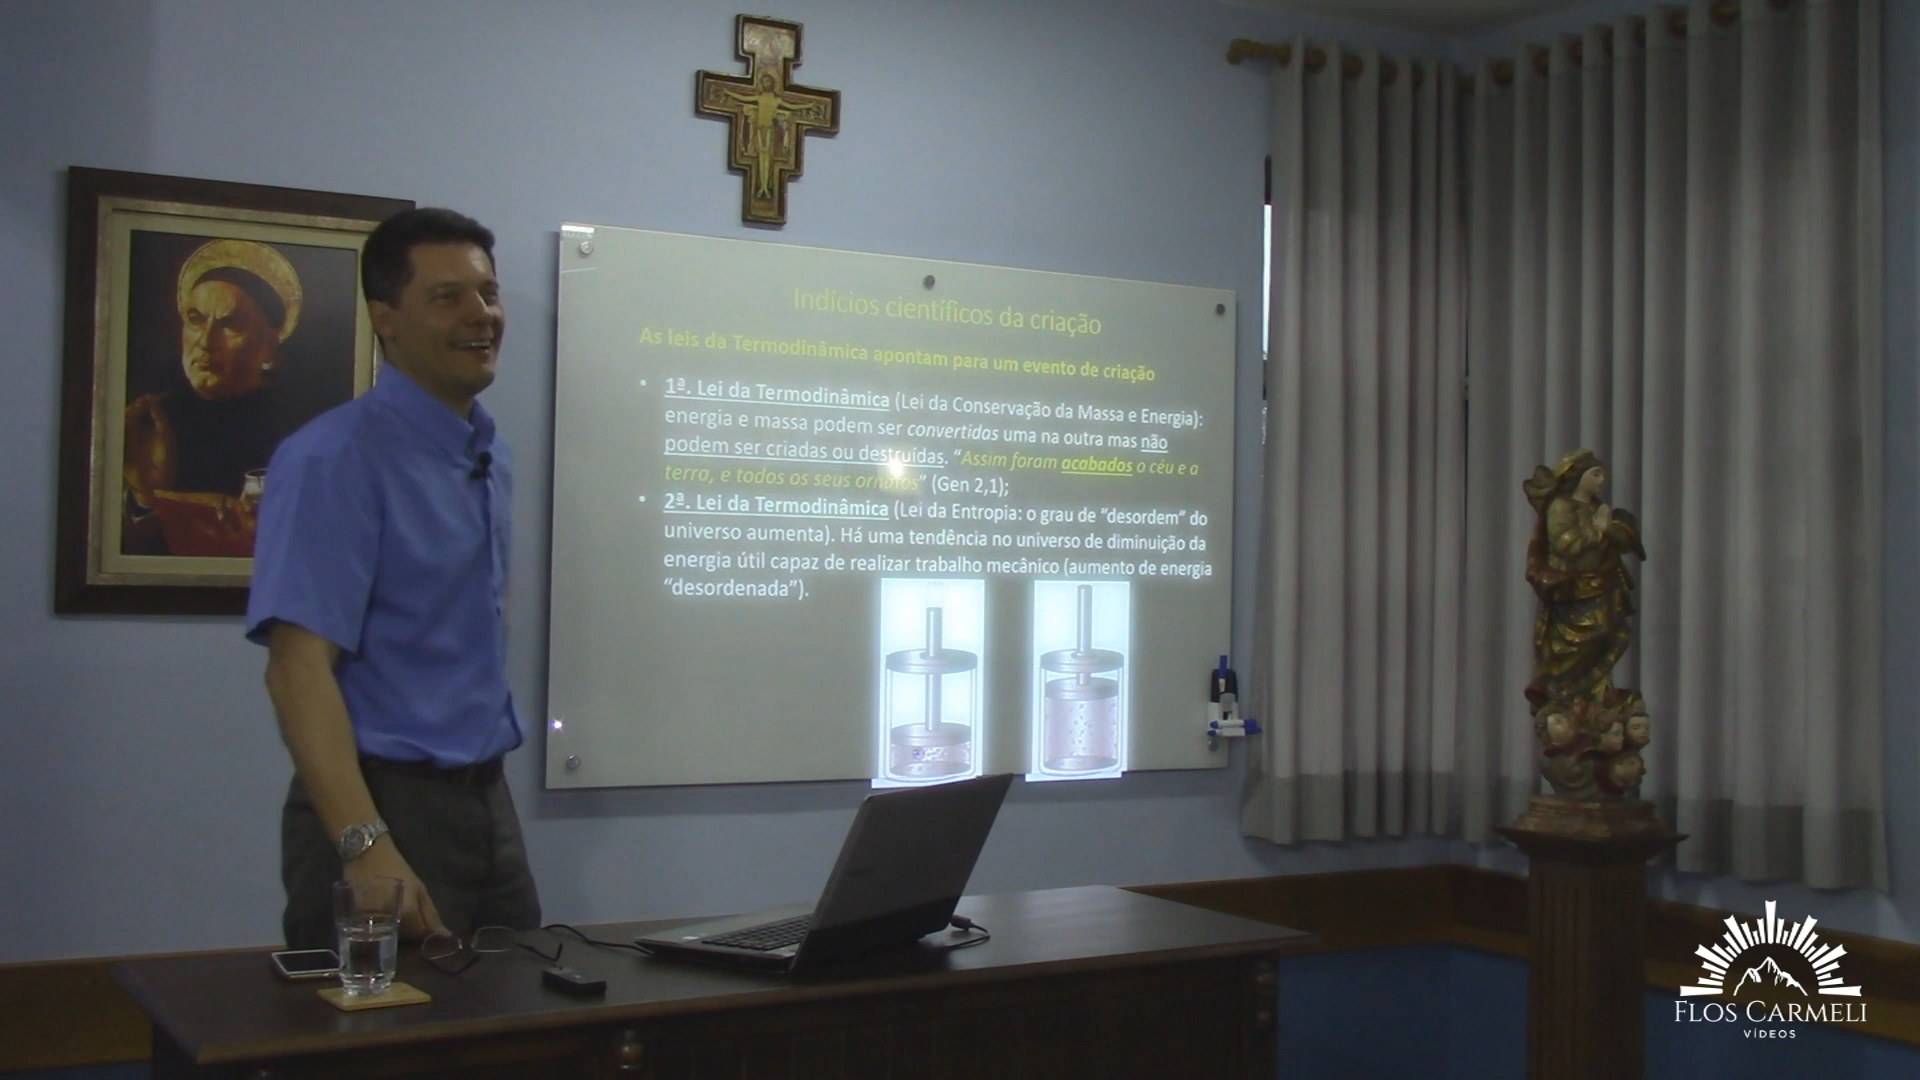 Indícios científicos da criação
As leis da Termodinâmica apontam para um evento de criação
• 1ª. Lei da Termodinâmica (Lei da Conservação da Massa e Energia):
energia e massa podem ser convertidas uma na outra mas não
podem ser criadas ou destruídas. “Assim foram acabados o céu e a
terra, e todos os seus ornatos” (Gen 2,1);
• 2ª. Lei da Termodinâmica (Lei da Entropia: o grau de “desordem“ do
universo aumenta). Há uma tendência no universo de diminuição da
energia útil capaz de realizar trabalho mecânico (aumento de energia
“desordenada”).
FLOS CARMELI
VÍDEOS